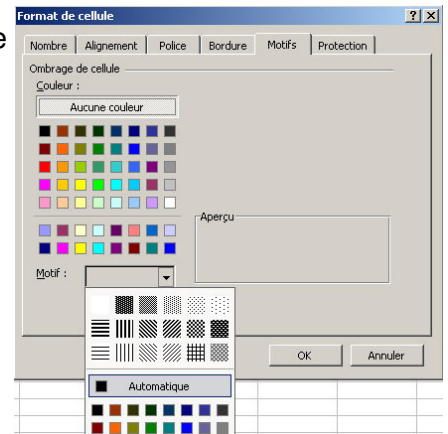 Format de cellule
e
Nombre Alignement Police Bordure Motifs Protection
Ombrage de cellule
Couleur :
Aucune couleur
Aperçu
Motif :
Automatique
OK Annuler